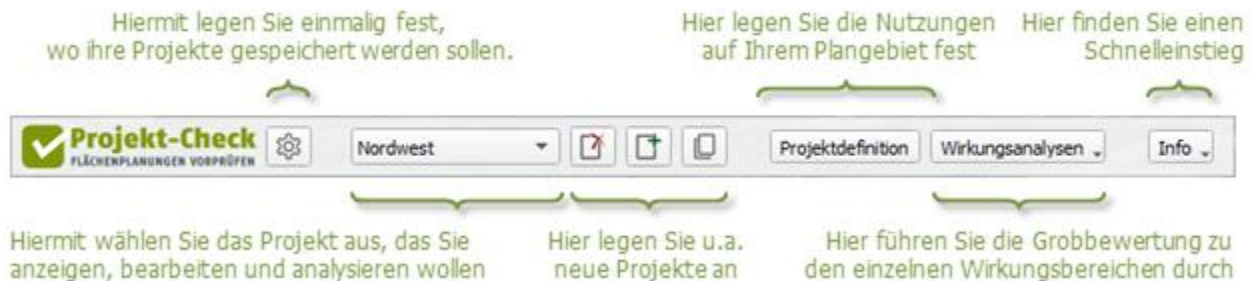 Hiermit legen Sie einmalig fest,
wo ihre Projekte gespeichert werden sollen.
Hier legen Sie die Nutzungen
auf Ihrem Plangebiet fest
Hier finden Sie einen
Schnelleinstieg
Projekt-Check
FLÄCHENPLANUNGEN VORPRÜFEN
Nordwest
Projektdefinition
Wirkungsanalysen
Info
Hiermit wählen Sie das Projekt aus, das Sie
anzeigen, bearbeiten und analysieren wollen
Hier legen Sie u.a.
neue Projekte an
Hier führen Sie die Grobbewertung zu
den einzelnen Wirkungsbereichen durch